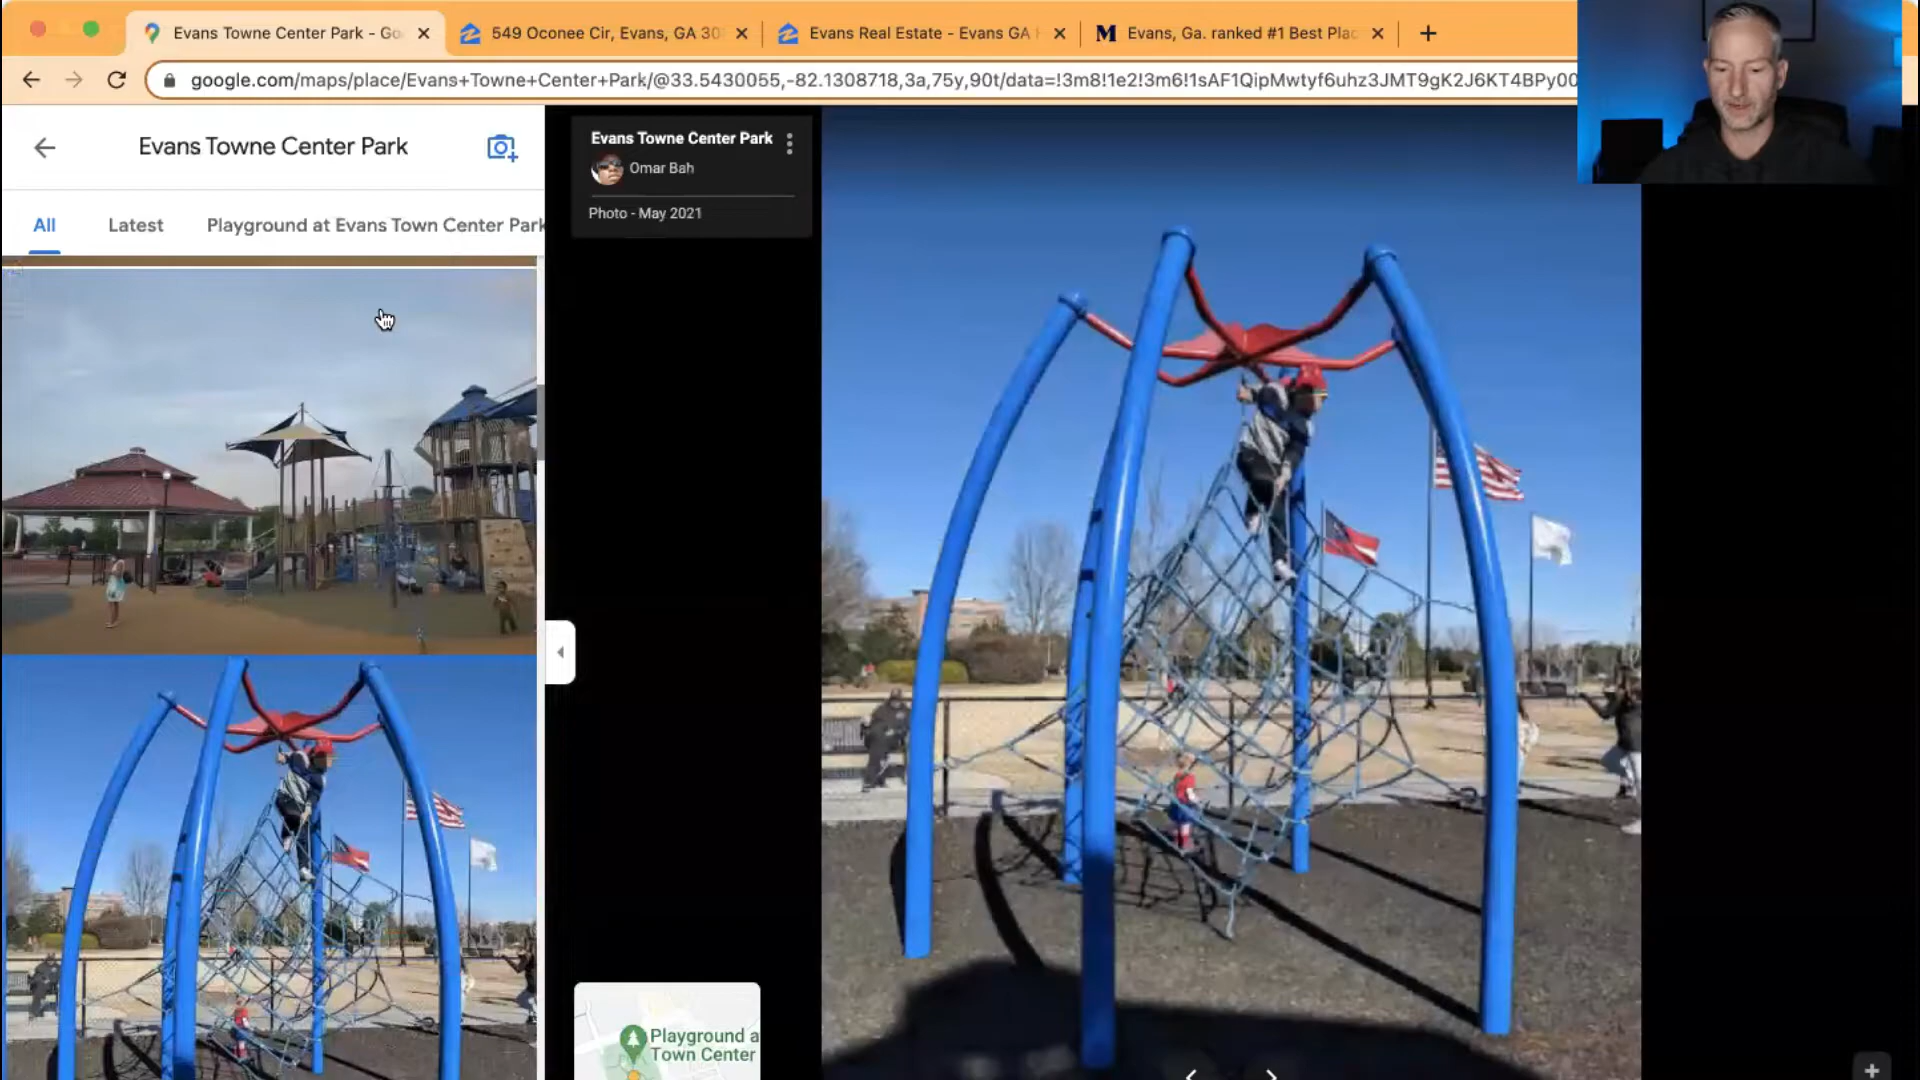 Evans Towne Center Park - Go
549 Oconee Cir, Evans, GA 30
Evans Real Estate - Evans GA H
Evans, Ga. ranked #1 Best Plac
google.com/maps/place/Evans+Towne+Center+Park/@33.5430055,-82.1308718,3a,75y,90t/data=!3m8!1e2!3m6!1sAF1QipMwtyf6uhz3JMT9gK2J6KT4BPy00
Evans Towne Center Park
All
Latest
Playground at Evans Town Center Park
Evans Towne Center Park
Omar Bah
Photo - May 2021
Playground a
Town Center